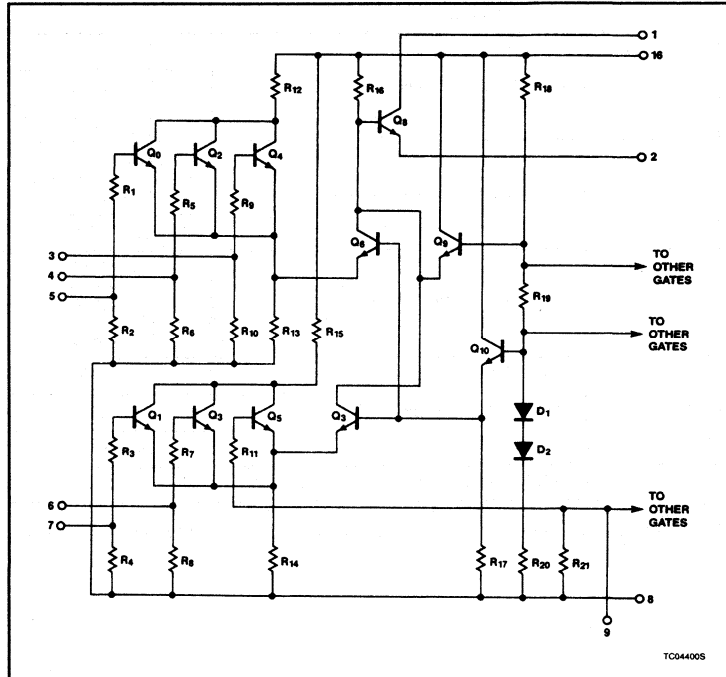 1
16
R12
R16
R18
Q8
Q0
Q2
Q4
2
R1
R5
R9
Q6
Q9
3
4
5
TO
OTHER
GATES
R19
R2
R6
R10
R13
R15
TO
OTHER
GATES
Q10
Q1
Q3
Q5
Q3
D1
R3
R7
R11
D2
6
7
TO
OTHER
GATES
R4
R8
R14
R17
R20
R21
8
9
TC04400S